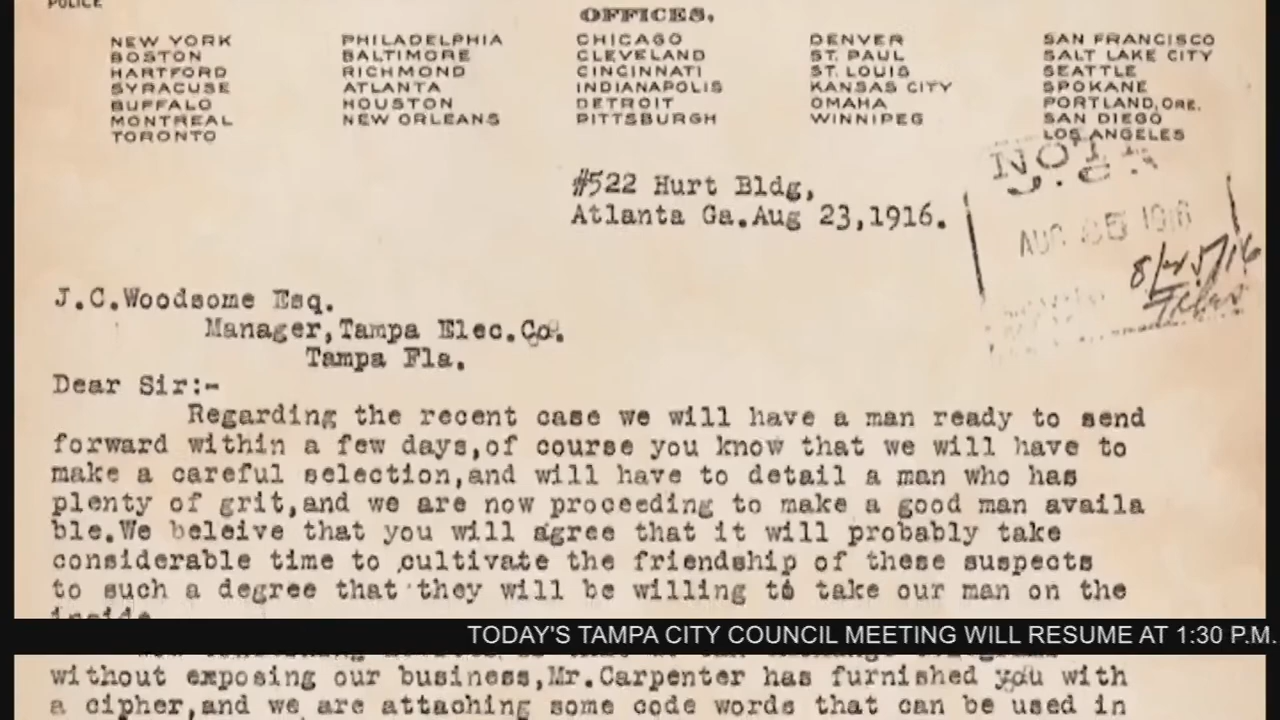 POLICE
OFFICES.
NEW YORK
BOSTON
HARTFORD
SYRACUSE
BUFFALO
MONTREAL
TORONTO
PHILADELPHIA
BALTIMORE
RICHMOND
ATLANTA
HOUSTON
NEW ORLEANS
CHICAGO
CLEVELAND
CINCINNATI
INDIANAPOLIS
DETROIT
PITTSBURGH
DENVER
ST. PAUL
ST. LOUIS
KANSAS CITY
OMAHA
WINNIPEG
SAN FRANCISCO
SALT LAKE CITY
SEATTLE
SPOKANE
PORTLAND, ORE.
SAN DIEGO
LOS ANGELES
#522 Hurt Bldg,
Atlanta Ga.Aug 23,1916.
AUG 1916
8/25/16
J.C.Woodsome Esq.
Manager,Tampa Elec.Co.
Tampa Fla.
Dear Sir:-
Regarding the recent case we will have a man ready to send
forward within a few days,of course you know that we will have to
make a careful selection,and will have to detail a man who has
plenty of grit,and we are now proceeding to make a good man availa
ble.We beleive that you will agree that it will probably take
considerable time to cultivate the friendship of these suspects
to such a degree that they will be willing to take our man on the
inside
TODAY'S TAMPA CITY COUNCIL MEETING WILL RESUME AT 1:30 P.M.
without exposing our business,Mr.Carpenter has furnished you with
a cipher,and we are attaching some code words that can be used in